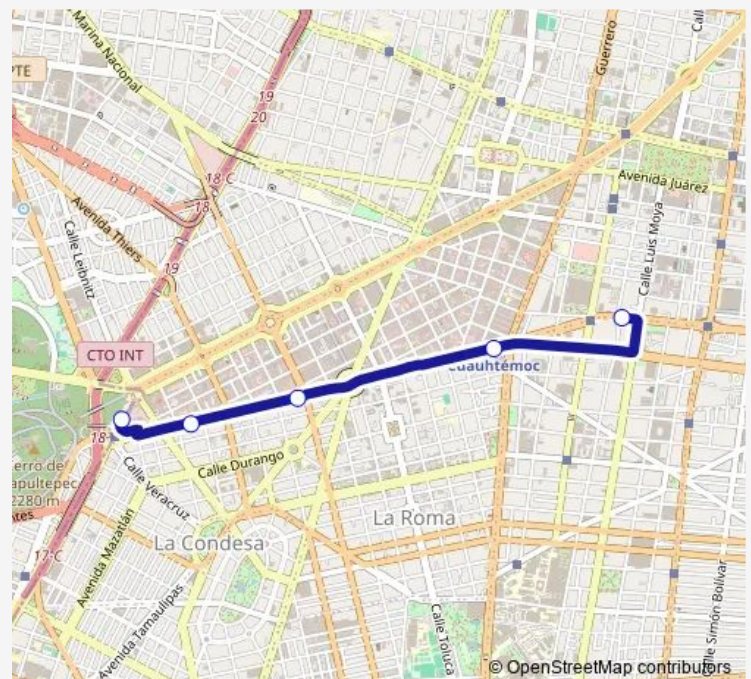 Marina Nacional
Guerrero
PTE
19
20
18 C
18
Avenida Juárez
Avenida Thiers
Calle Leibnitz
Calle Luis Moya
19
CTO INT
Cuauhtémoc
18
Calle Durango
Cerro de
Chapultepec
2280 m
Calle Veracruz
La Roma
La Condesa
17 C
Avenida Mazatlán
Avenida Tamaulipas
Calle Toluca
Calle Simón Bolívar
© OpenStreetMap contributors